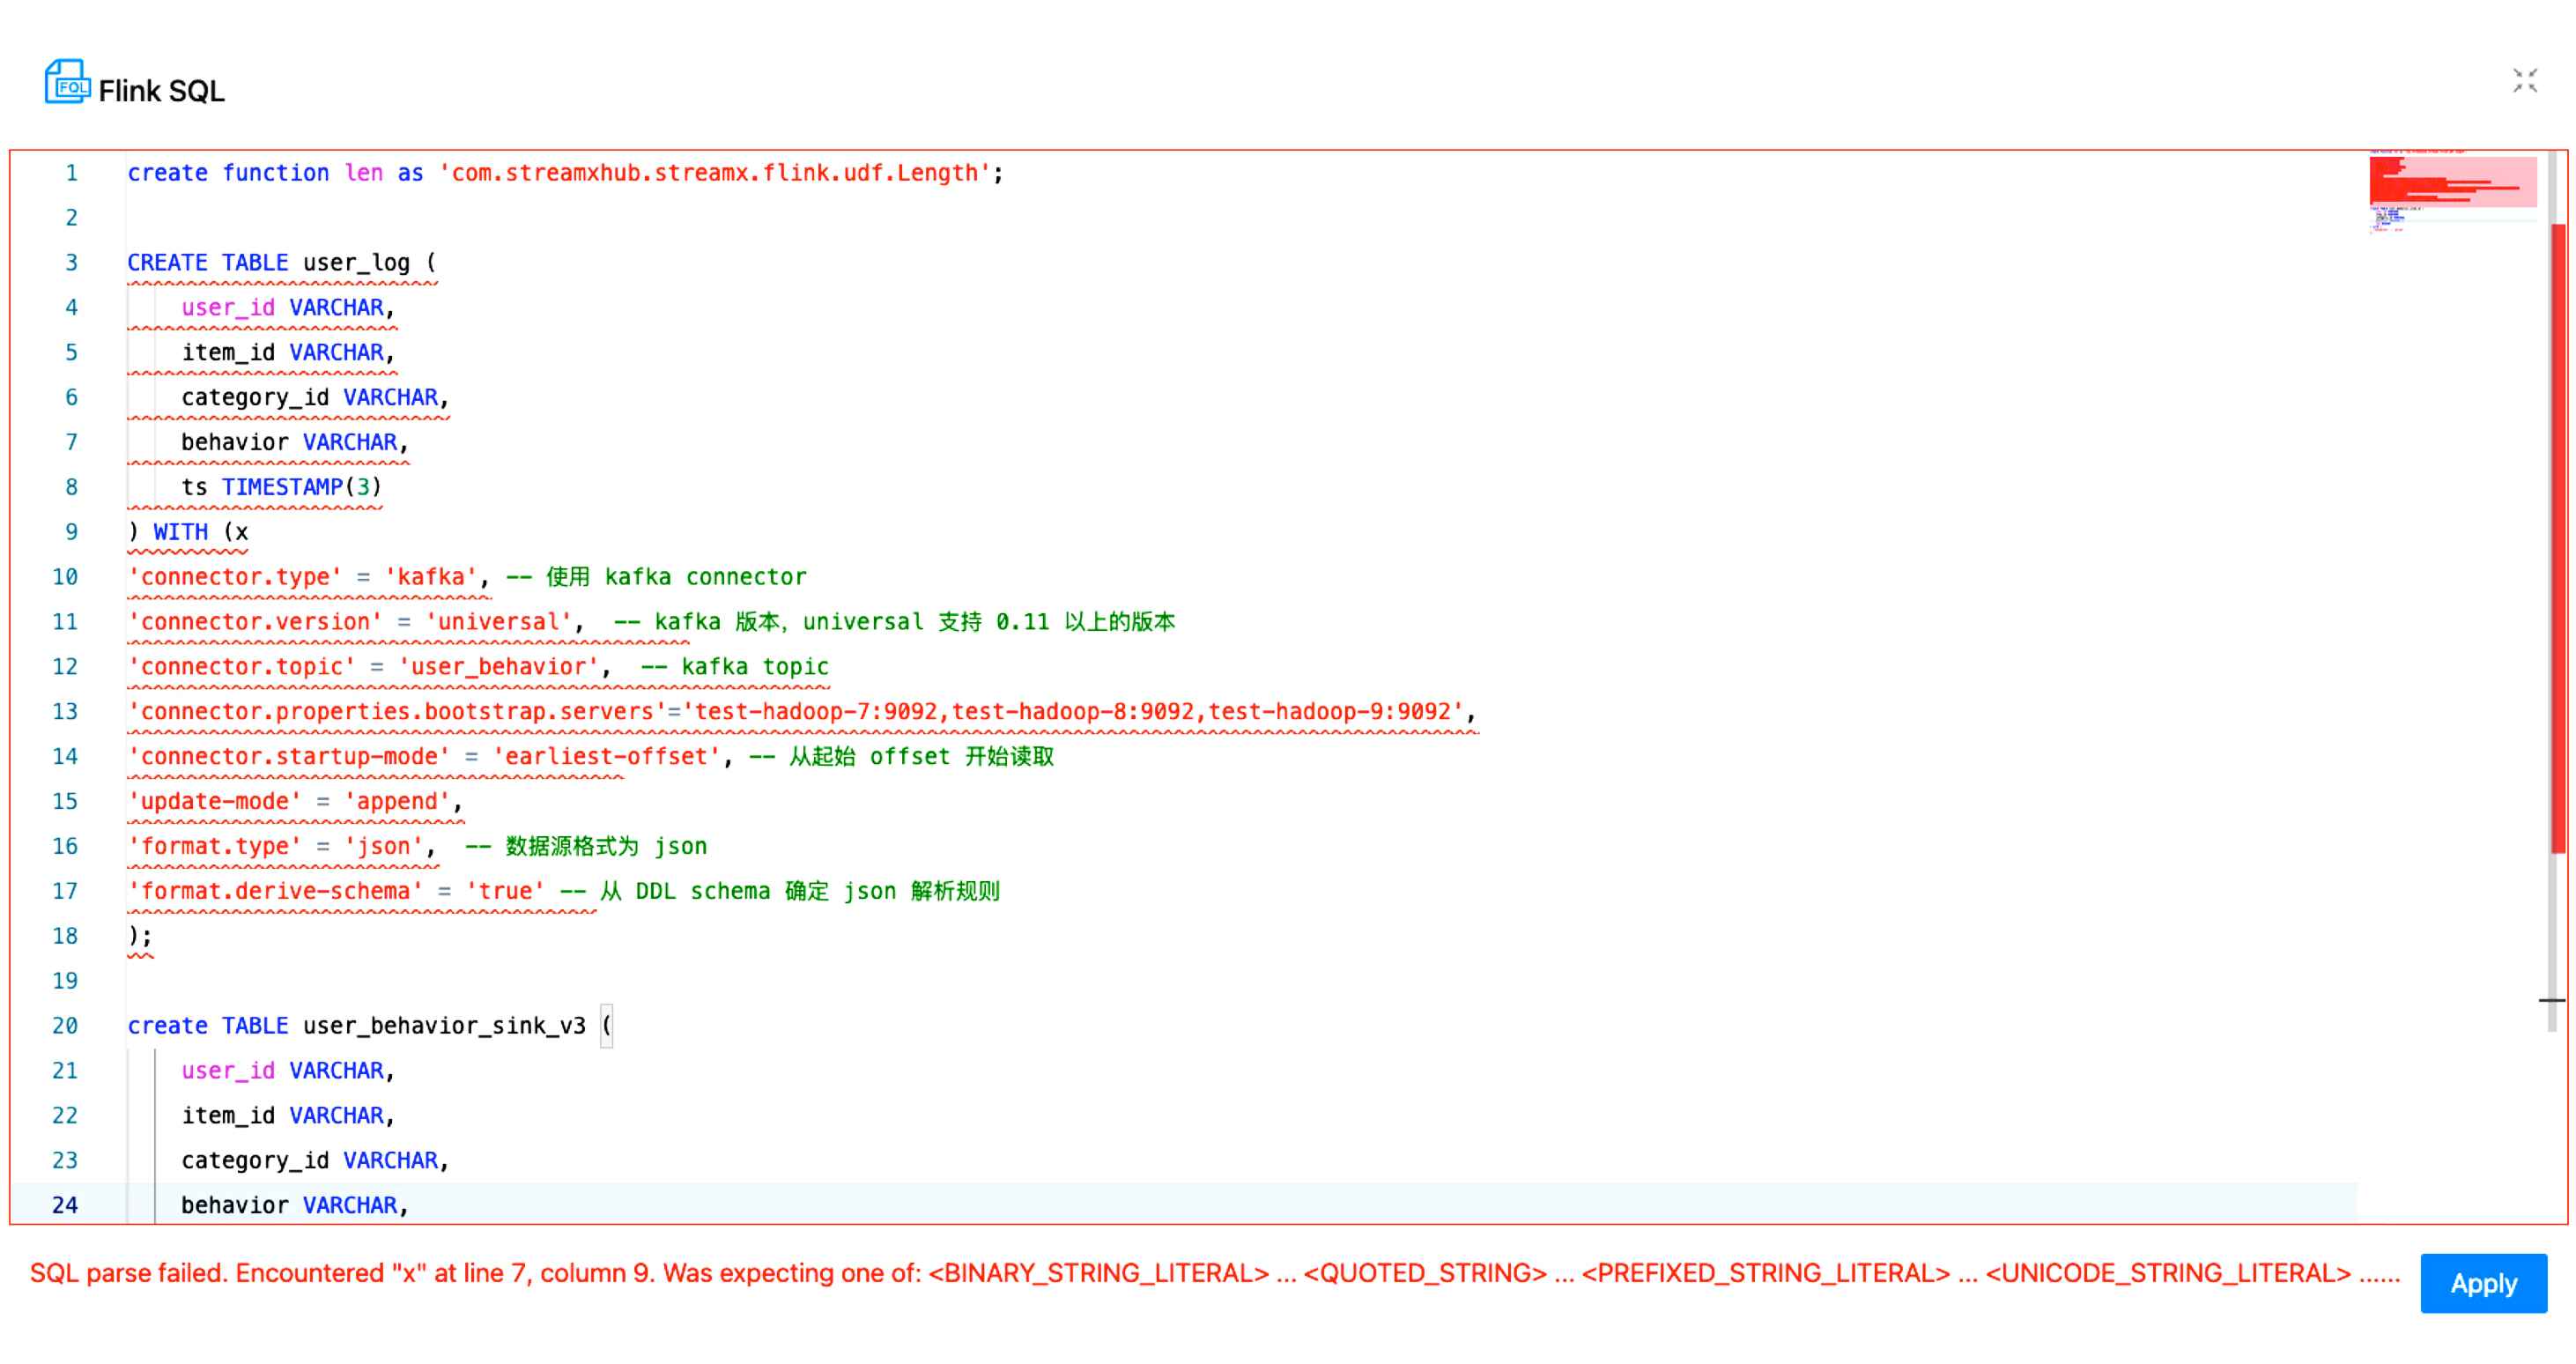 FQL Flink SQL
1 create function len as 'com.streamxhub.streamx.flink.udf.Length';
2
3 CREATE TABLE user_log (
4 user_id VARCHAR,
5 item_id VARCHAR,
6 category_id VARCHAR,
7 behavior VARCHAR,
8 ts TIMESTAMP(3)
9 ) WITH (x
10 'connector.type' = 'kafka', -- 使用 kafka connector
11 'connector.version' = 'universal', -- kafka 版本，universal 支持 0.11 以上的版本
12 'connector.topic' = 'user_behavior', -- kafka topic
13 'connector.properties.bootstrap.servers'='test-hadoop-7:9092,test-hadoop-8:9092,test-hadoop-9:9092',
14 'connector.startup-mode' = 'earliest-offset', -- 从起始 offset 开始读取
15 'update-mode' = 'append',
16 'format.type' = 'json', -- 数据源格式为 json
17 'format.derive-schema' = 'true' -- 从 DDL schema 确定 json 解析规则
18 );
19
20 create TABLE user_behavior_sink_v3 (
21 user_id VARCHAR,
22 item_id VARCHAR,
23 category_id VARCHAR,
24 behavior VARCHAR,
SQL parse failed. Encountered "x" at line 7, column 9. Was expecting one of: <BINARY_STRING_LITERAL> ... <QUOTED_STRING> ... <PREFIXED_STRING_LITERAL> ... <UNICODE_STRING_LITERAL> ......
Apply